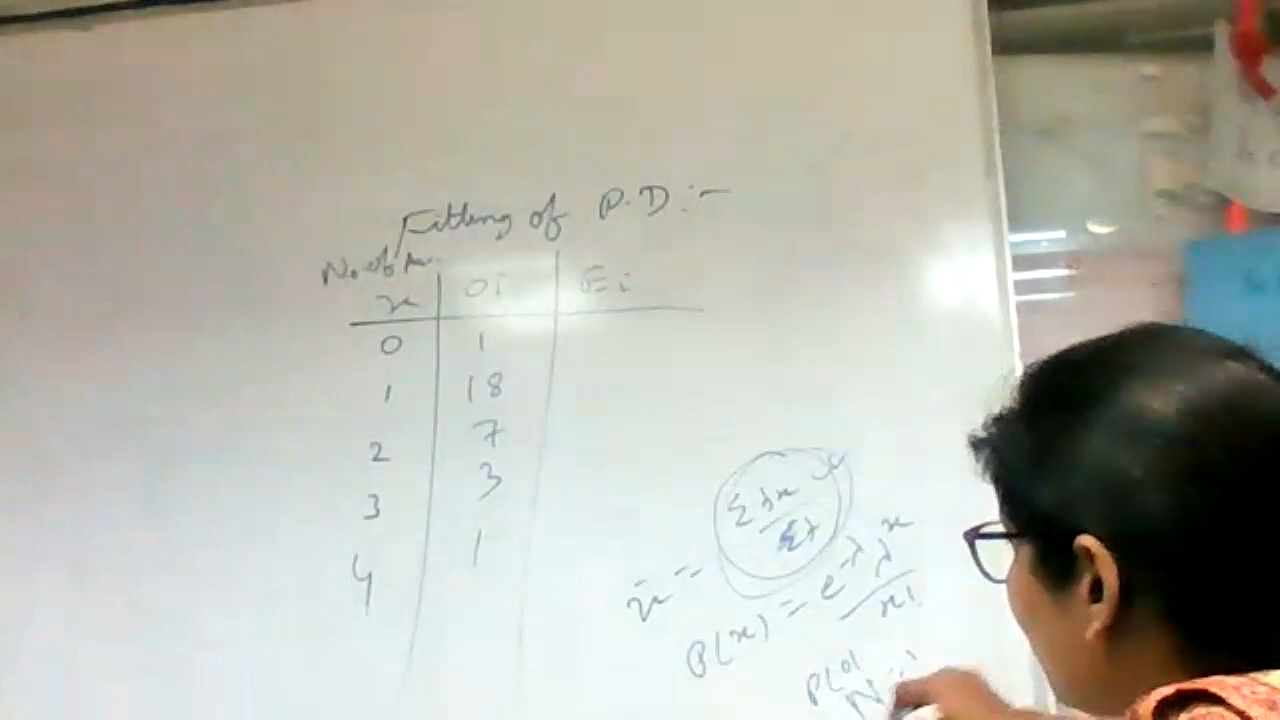 Fitting of P.D :-
No. of
x Oi Ei
0 1
1 18
2 7
3 3
4 1
x̄ = Σfx / Σf
P(x) = e^-λ λ^x / x!
P(0)
N